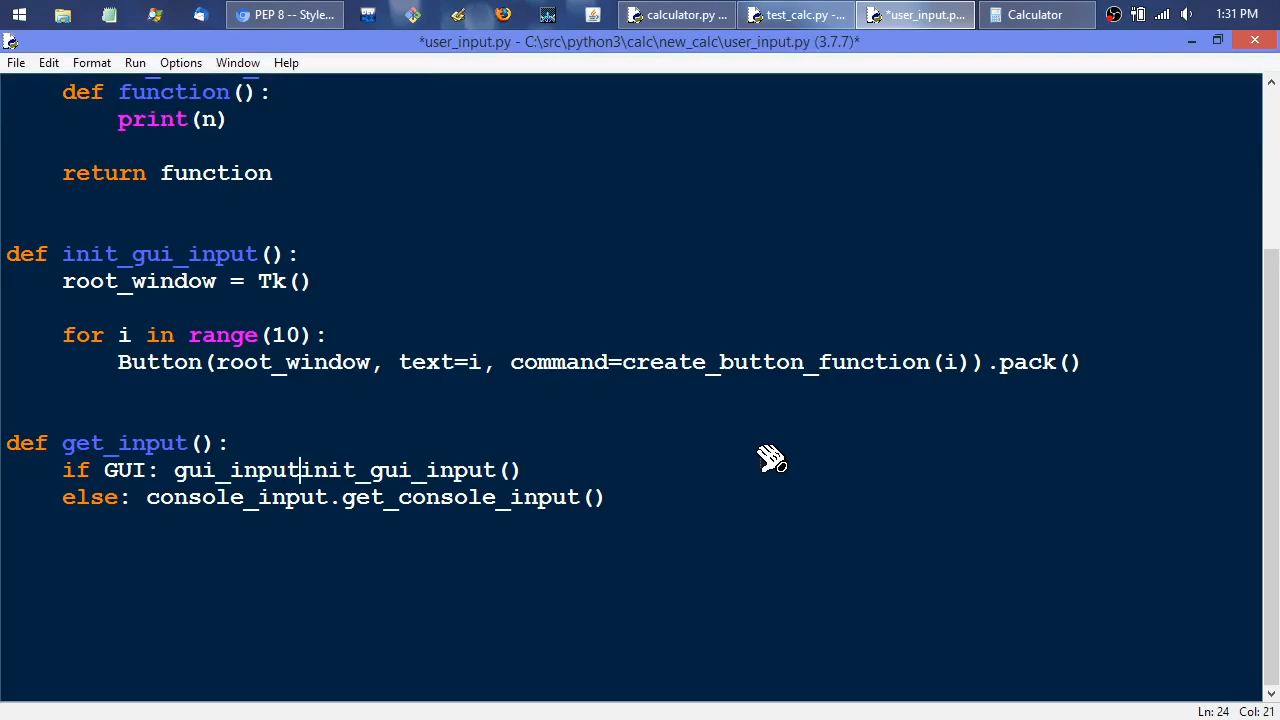 PEP 8 -- Style...
calculator.py ...
test_calc.py -...
*user_input.p...
Calculator
1:31 PM
*user_input.py - C:\src\python3\calc\new_calc\user_input.py (3.7.7)*
File Edit Format Run Options Window Help
def function():
print(n)
return function
def init_gui_input():
root_window = Tk()
for i in range(10):
Button(root_window, text=i, command=create_button_function(i)).pack()
def get_input():
if GUI: gui_inputinit_gui_input()
else: console_input.get_console_input()
Ln: 24 Col: 21